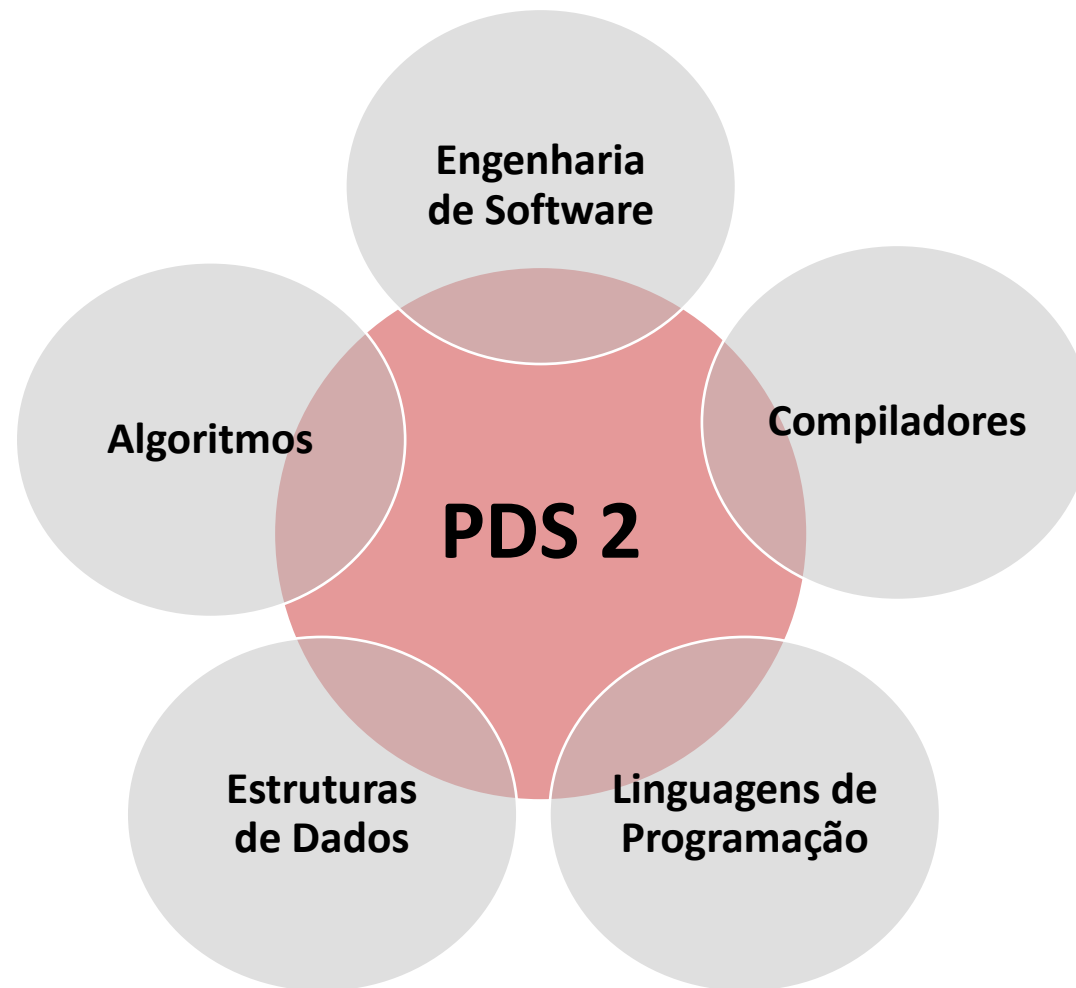 Engenharia
de Software
Algoritmos
Compiladores
PDS 2
Estruturas
de Dados
Linguagens de
Programação